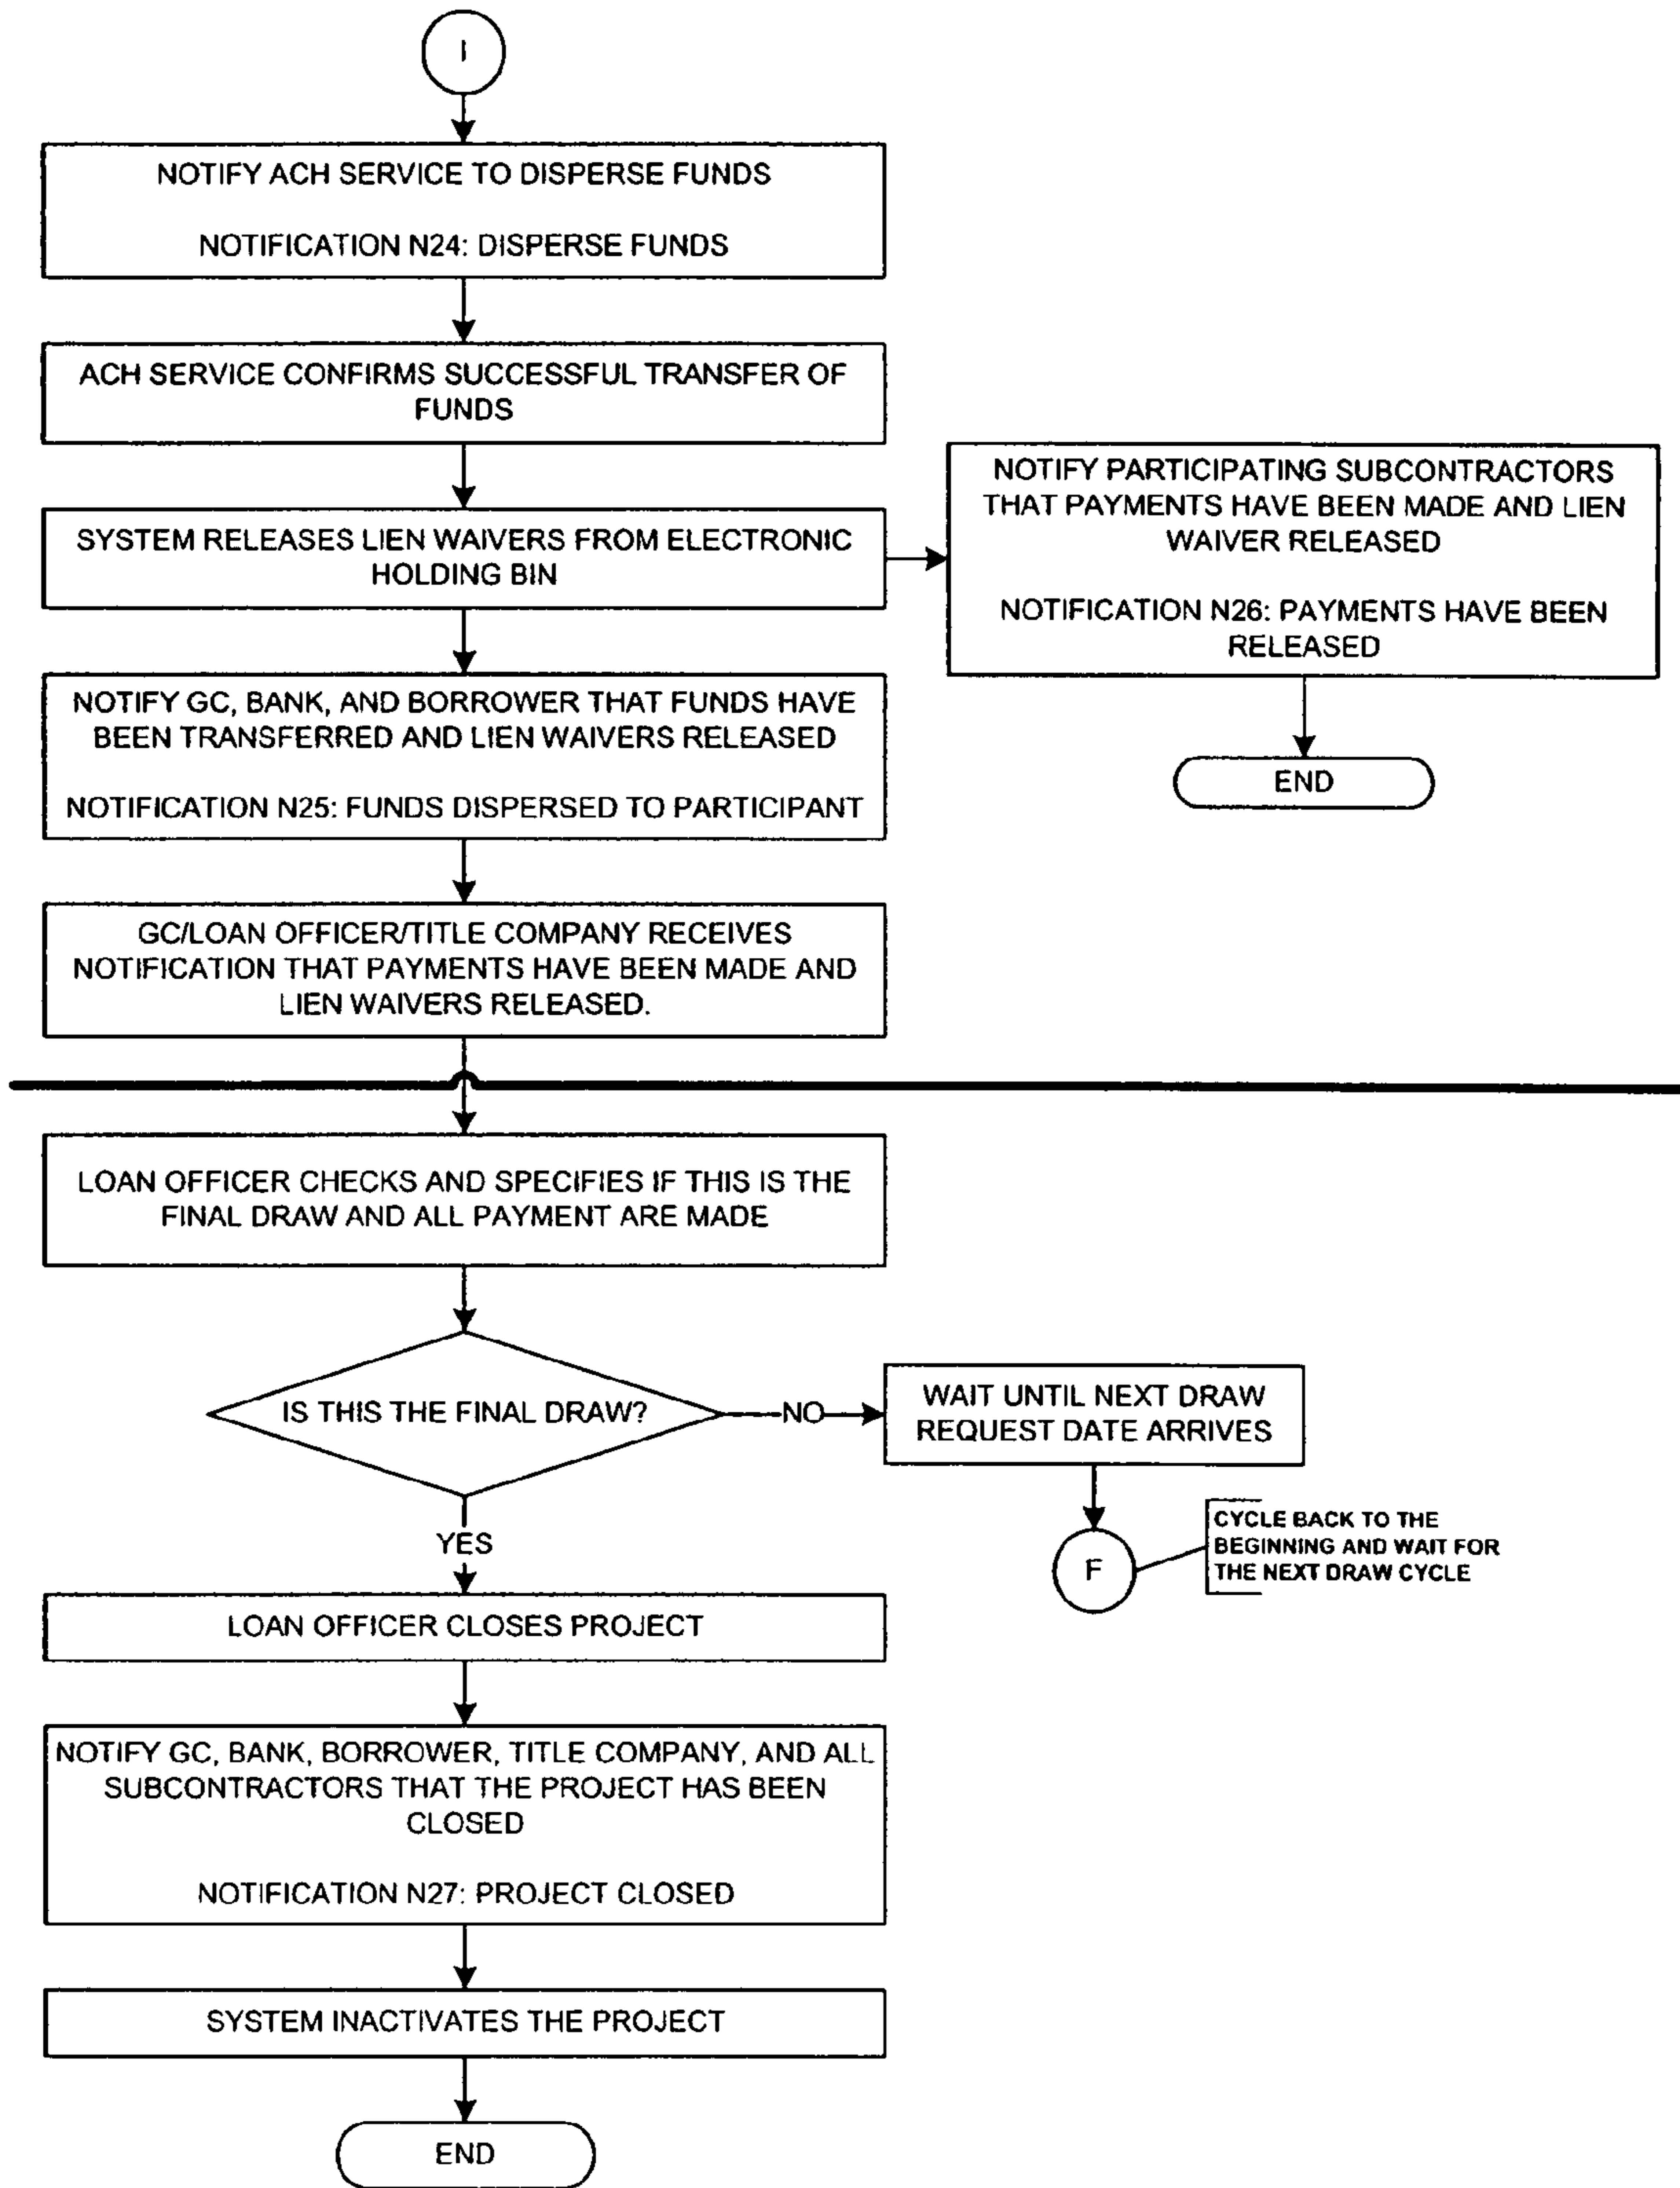 I
NOTIFY ACH SERVICE TO DISPERSE FUNDS
NOTIFICATION N24: DISPERSE FUNDS
ACH SERVICE CONFIRMS SUCCESSFUL TRANSFER OF
FUNDS
SYSTEM RELEASES LIEN WAIVERS FROM ELECTRONIC
HOLDING BIN
NOTIFY PARTICIPATING SUBCONTRACTORS
THAT PAYMENTS HAVE BEEN MADE AND LIEN
WAIVER RELEASED
NOTIFICATION N26: PAYMENTS HAVE BEEN
RELEASED
END
NOTIFY GC, BANK, AND BORROWER THAT FUNDS HAVE
BEEN TRANSFERRED AND LIEN WAIVERS RELEASED
NOTIFICATION N25: FUNDS DISPERSED TO PARTICIPANT
GC/LOAN OFFICER/TITLE COMPANY RECEIVES
NOTIFICATION THAT PAYMENTS HAVE BEEN MADE AND
LIEN WAIVERS RELEASED.
LOAN OFFICER CHECKS AND SPECIFIES IF THIS IS THE
FINAL DRAW AND ALL PAYMENT ARE MADE
IS THIS THE FINAL DRAW?
NO
WAIT UNTIL NEXT DRAW
REQUEST DATE ARRIVES
F
CYCLE BACK TO THE
BEGINNING AND WAIT FOR
THE NEXT DRAW CYCLE
YES
LOAN OFFICER CLOSES PROJECT
NOTIFY GC, BANK, BORROWER, TITLE COMPANY, AND ALL
SUBCONTRACTORS THAT THE PROJECT HAS BEEN
CLOSED
NOTIFICATION N27: PROJECT CLOSED
SYSTEM INACTIVATES THE PROJECT
END